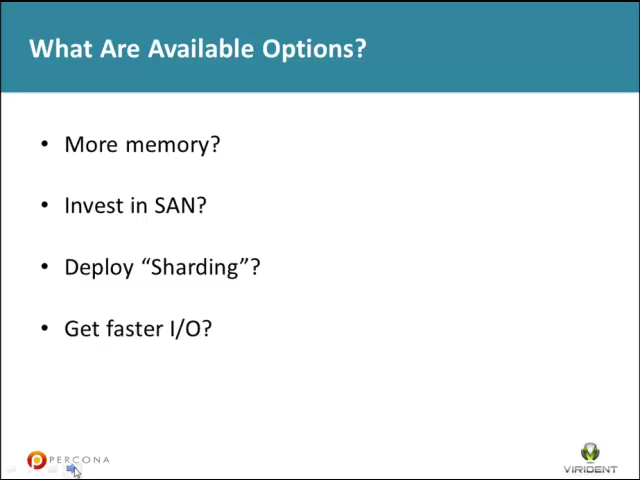 What Are Available Options?
• More memory?
• Invest in SAN?
• Deploy “Sharding”?
• Get faster I/O?
PERCONA
VIRIDENT